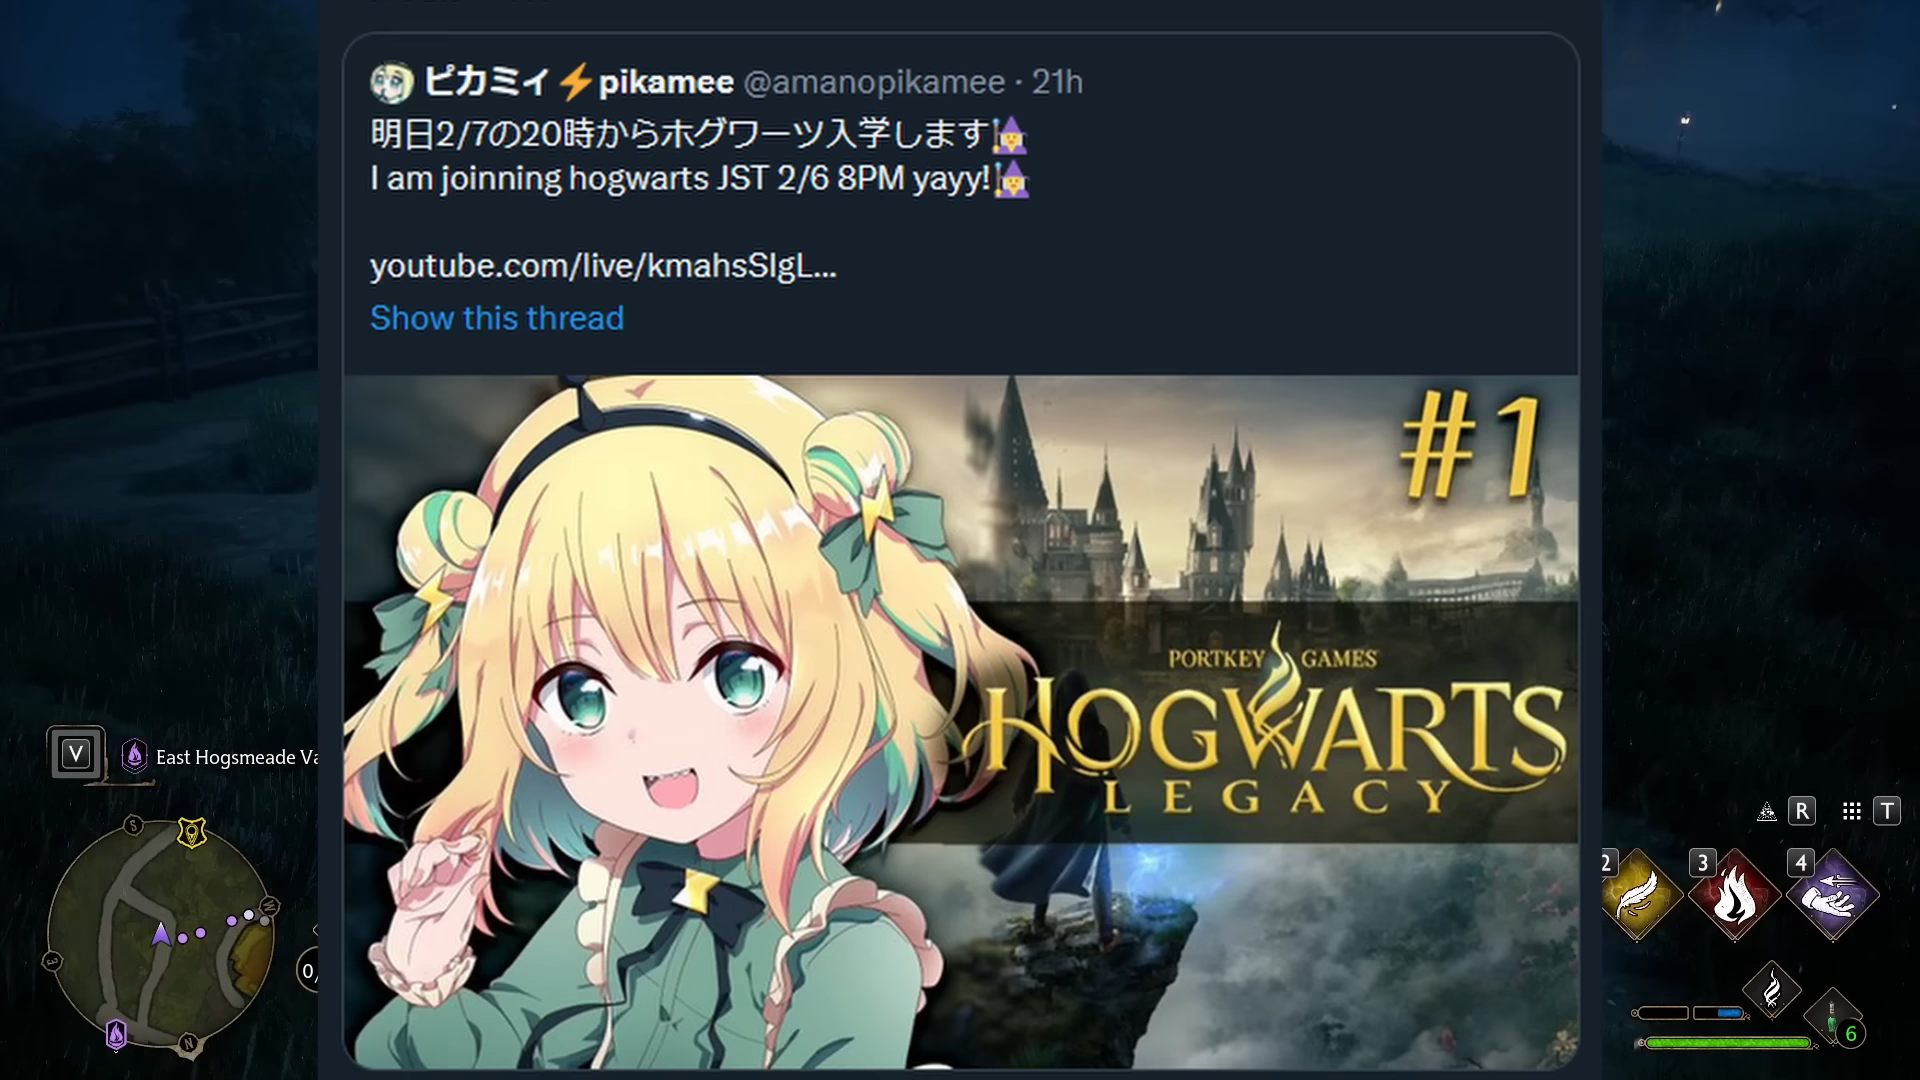 ピカミィ⚡pikamee @amanopikamee · 21h
明日2/7の20時からホグワーツ入学します🧙‍♀️
I am joinning hogwarts JST 2/6 8PM yayy!🧙‍♀️
youtube.com/live/kmahsSIgL...
Show this thread
#1
PORTKEY GAMES
HOGWARTS
LEGACY
V East Hogsmeade Va
R T
2 3 4
S
W
E
N
0/
6